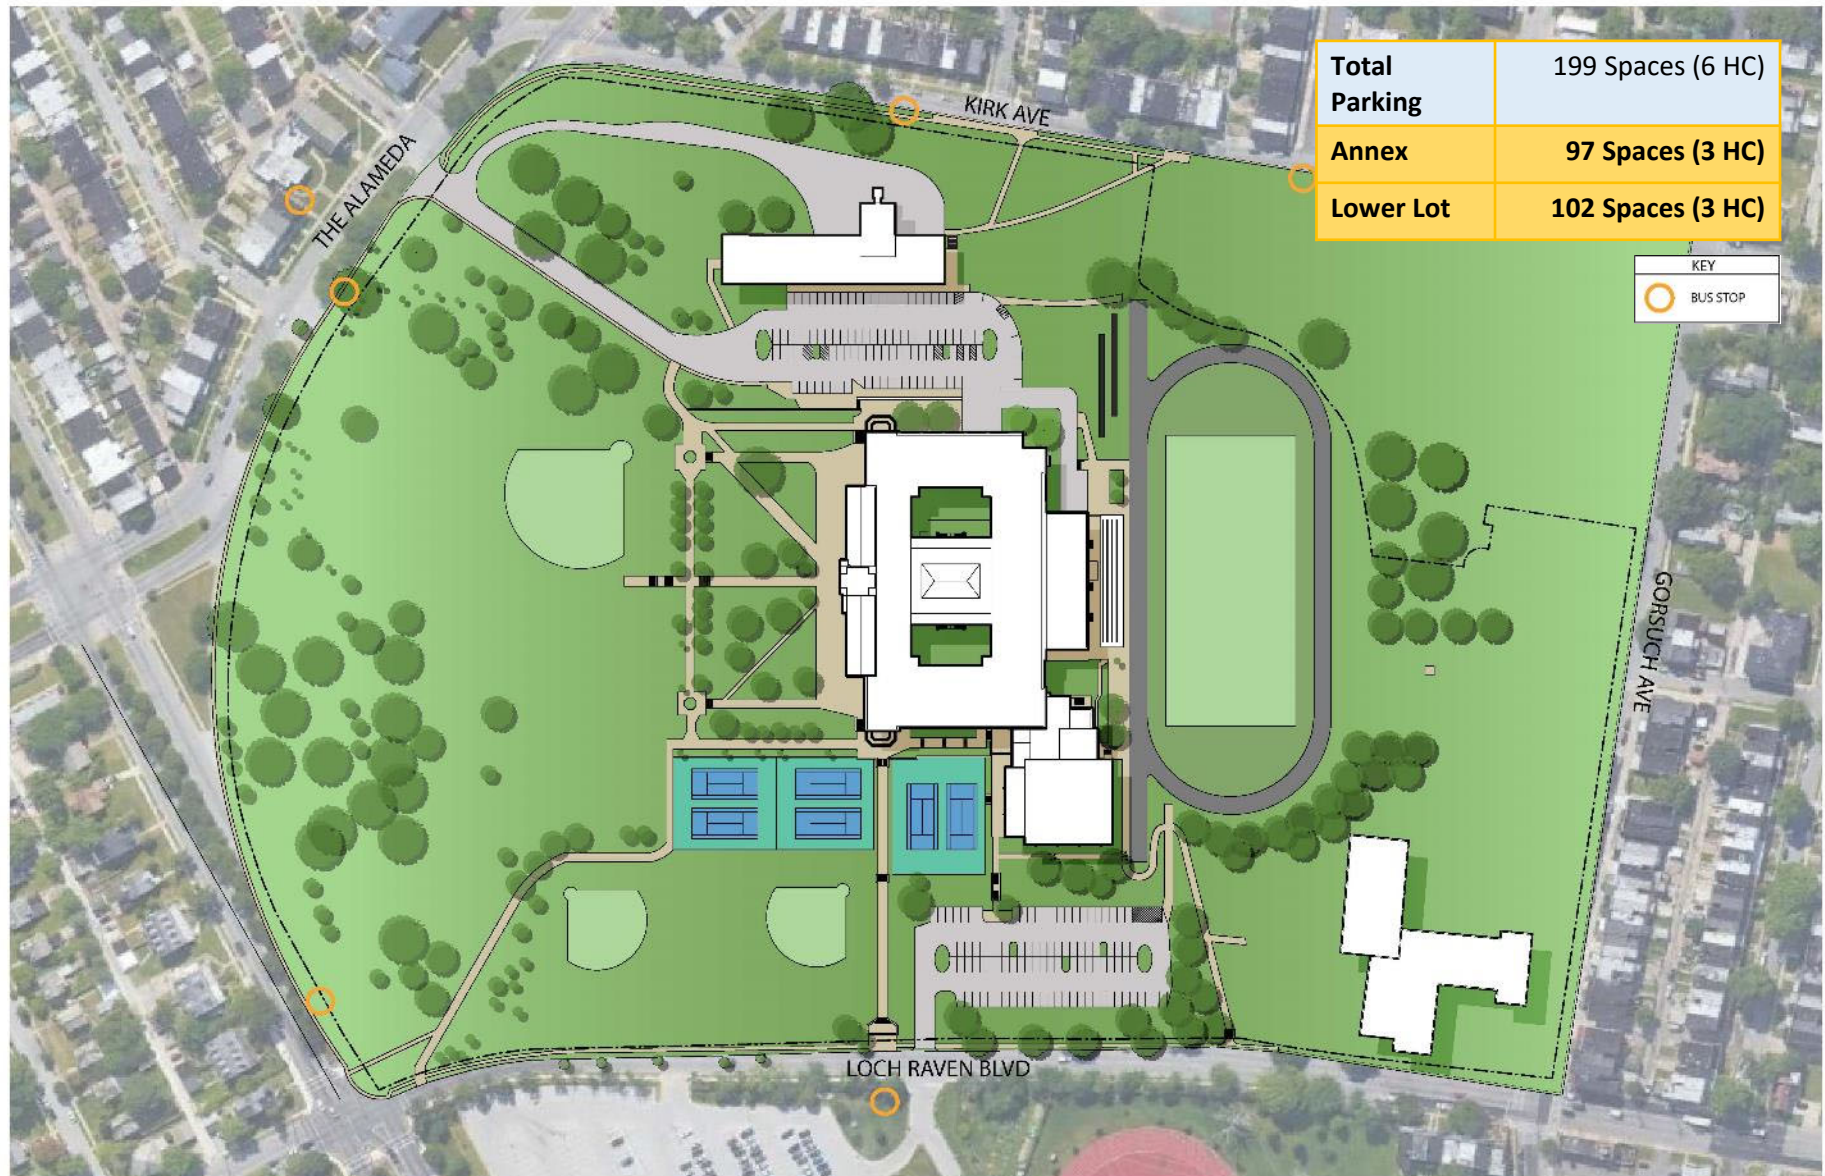 Total
Parking
199 Spaces (6 HC)
Annex
97 Spaces (3 HC)
Lower Lot
102 Spaces (3 HC)
KIRK AVE
THE ALAMEDA
KEY
BUS STOP
GORSUCH AVE
LOCH RAVEN BLVD